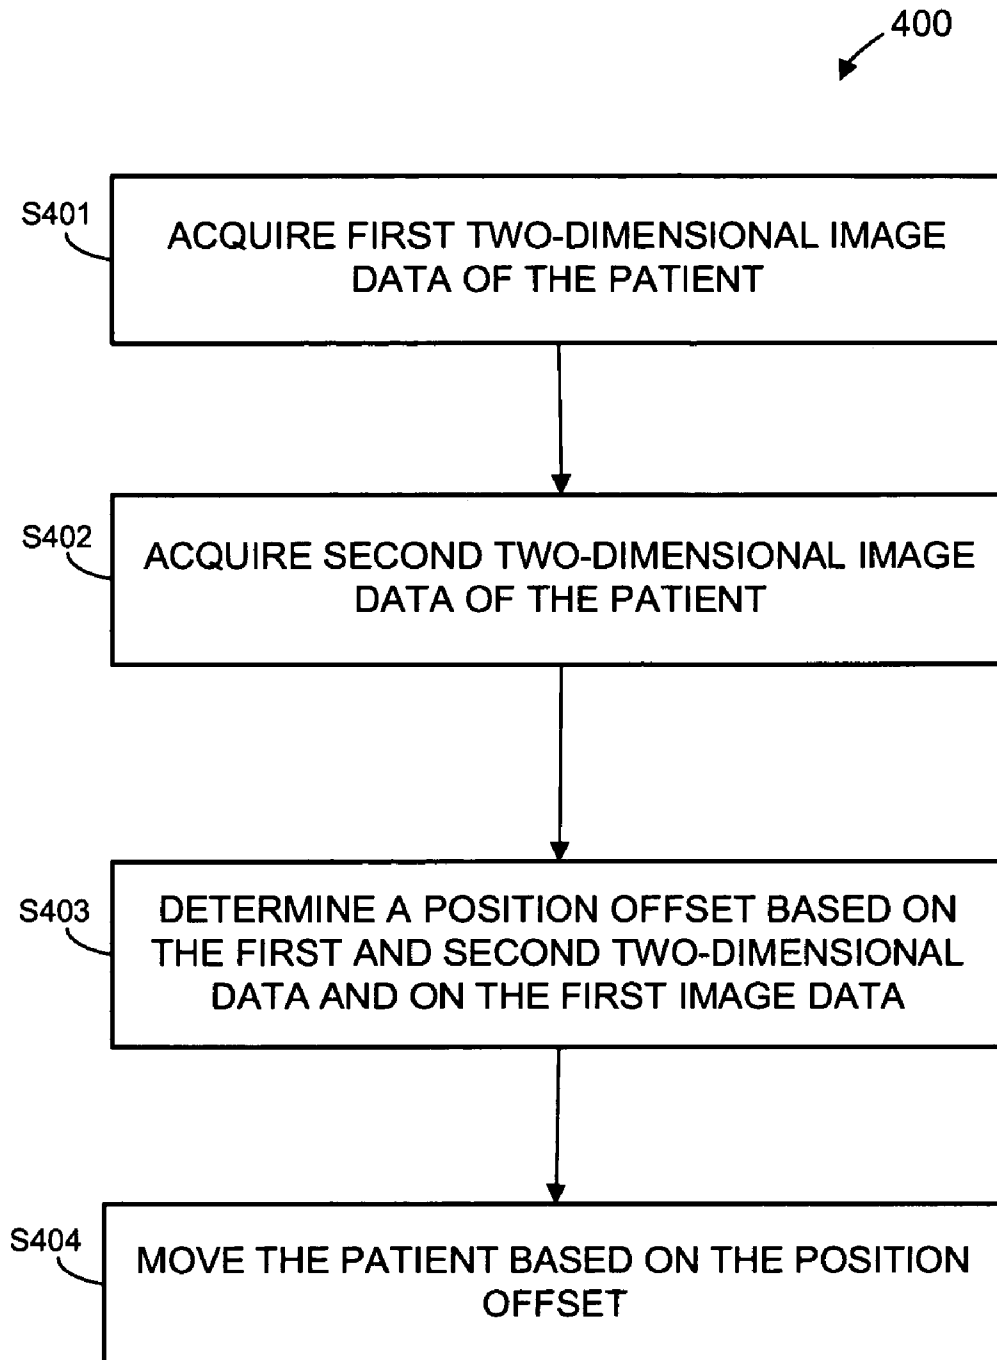 400
S401
ACQUIRE FIRST TWO-DIMENSIONAL IMAGE
DATA OF THE PATIENT
S402
ACQUIRE SECOND TWO-DIMENSIONAL IMAGE
DATA OF THE PATIENT
S403
DETERMINE A POSITION OFFSET BASED ON
THE FIRST AND SECOND TWO-DIMENSIONAL
DATA AND ON THE FIRST IMAGE DATA
S404
MOVE THE PATIENT BASED ON THE POSITION
OFFSET